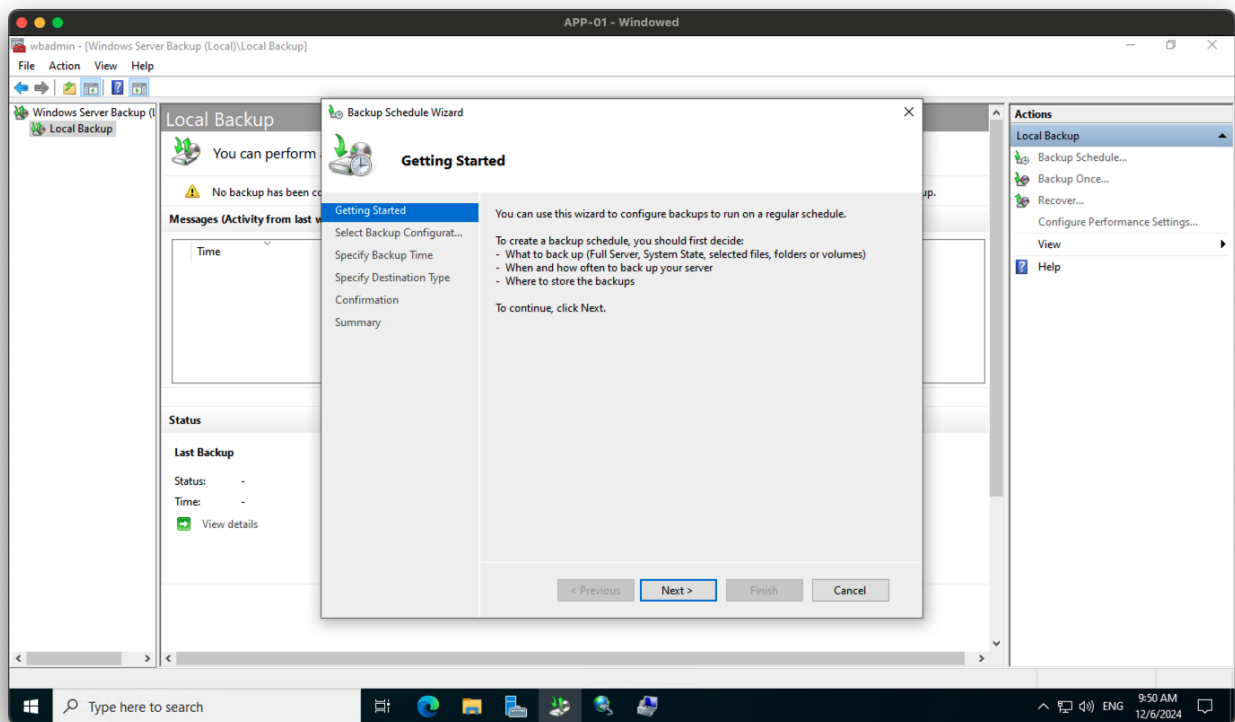 APP-01 - Windowed
wbadmin - [Windows Server Backup (Local)\Local Backup]
File Action View Help
Windows Server Backup (L
Local Backup
Local Backup
You can perform
No backup has been co
up.
Messages (Activity from last w
Time
Status
Last Backup
Status: -
Time: -
View details
Backup Schedule Wizard
Getting Started
Getting Started
Select Backup Configurat...
Specify Backup Time
Specify Destination Type
Confirmation
Summary
You can use this wizard to configure backups to run on a regular schedule.
To create a backup schedule, you should first decide:
- What to back up (Full Server, System State, selected files, folders or volumes)
- When and how often to back up your server
- Where to store the backups
To continue, click Next.
< Previous Next > Finish Cancel
Actions
Local Backup
Backup Schedule...
Backup Once...
Recover...
Configure Performance Settings...
View
Help
Type here to search
ENG
9:50 AM
12/6/2024